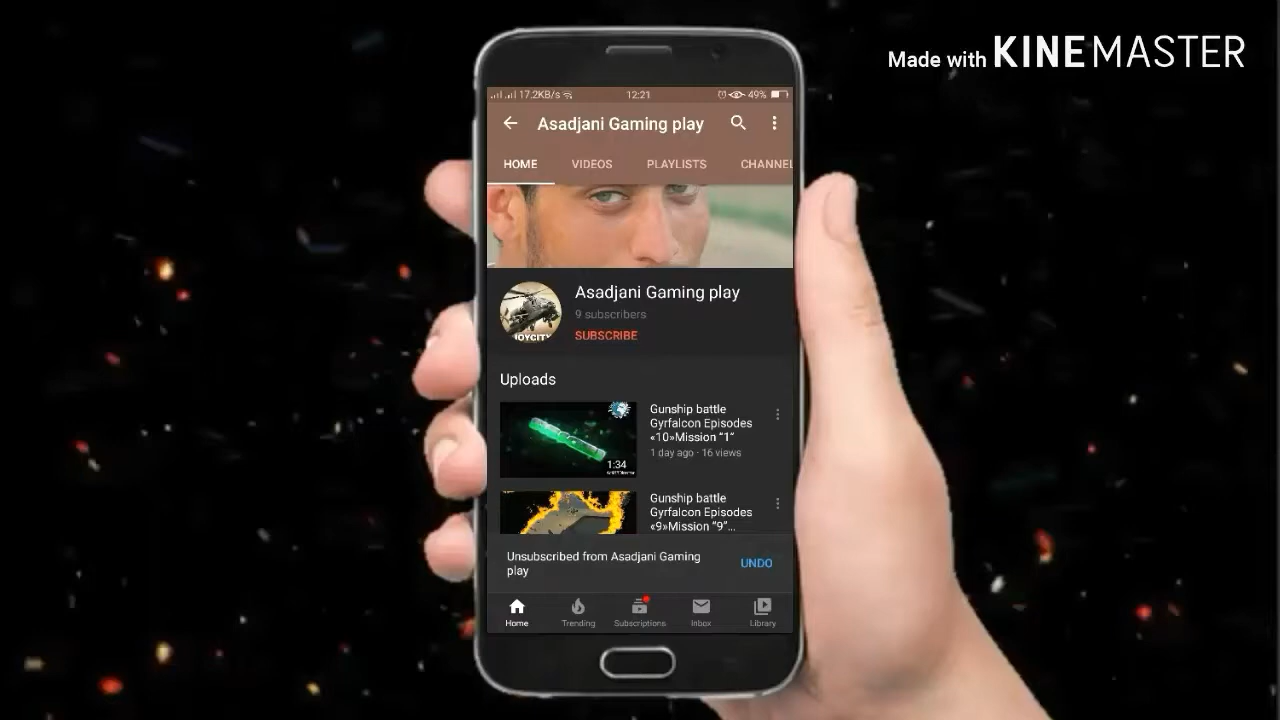 Made with KINEMASTER
17.2KB/s 12:21 49%
Asadjani Gaming play
HOME VIDEOS PLAYLISTS CHANNEL
Asadjani Gaming play
9 subscribers
SUBSCRIBE
Uploads
Gunship battle
Gyrfalcon Episodes
«10»Mission "1"
1 day ago · 16 views
1:34
Gunship battle
Gyrfalcon Episodes
«9»Mission "9"...
Unsubscribed from Asadjani Gaming
play
UNDO
Home Trending Subscriptions Inbox Library